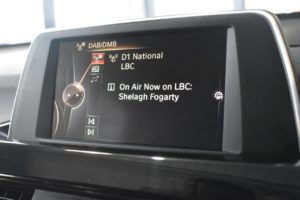 DAB/DMB
D1 National
LBC
On Air Now on LBC:
Shelagh Fogarty